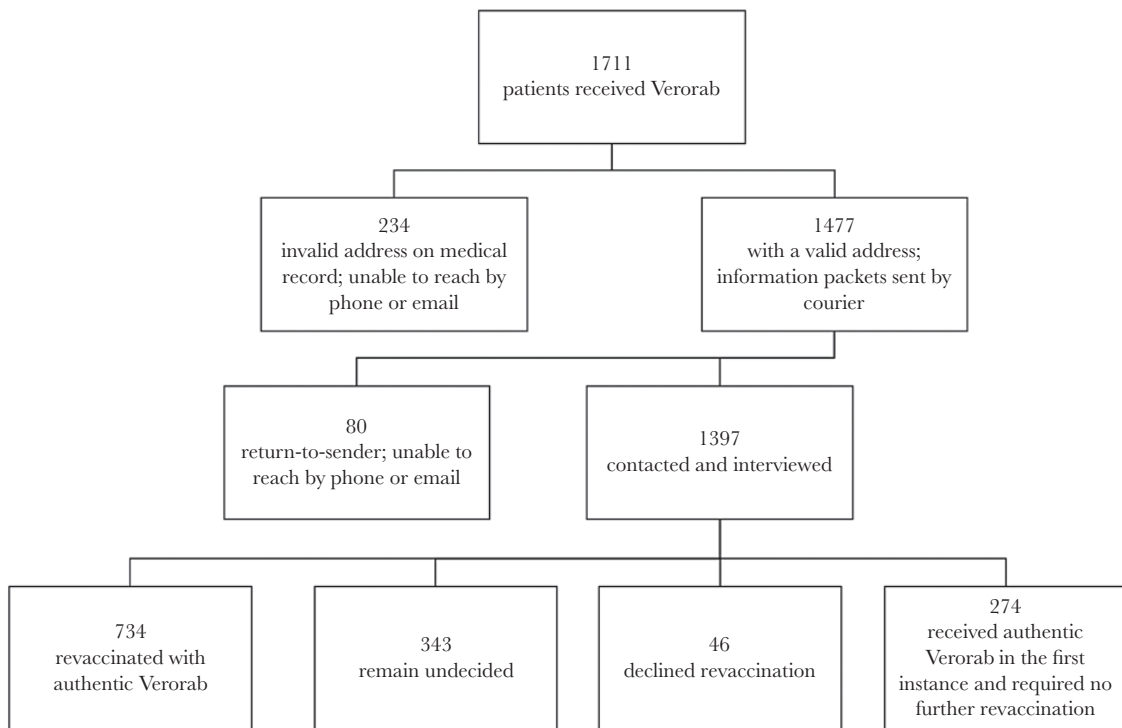 1711
patients received Verorab
234
invalid address on medical
record; unable to reach by
phone or email
1477
with a valid address;
information packets sent by
courier
80
return-to-sender; unable to
reach by phone or email
1397
contacted and interviewed
734
revaccinated with
authentic Verorab
343
remain undecided
46
declined revaccination
274
received authentic
Verorab in the first
instance and required no
further revaccination